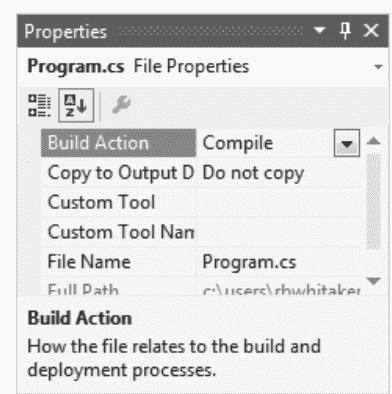 Properties
Program.cs File Properties
Build Action Compile
Copy to Output D Do not copy
Custom Tool
Custom Tool Nan
File Name Program.cs
Full Path c:\users\rbwhitaker
Build Action
How the file relates to the build and
deployment processes.